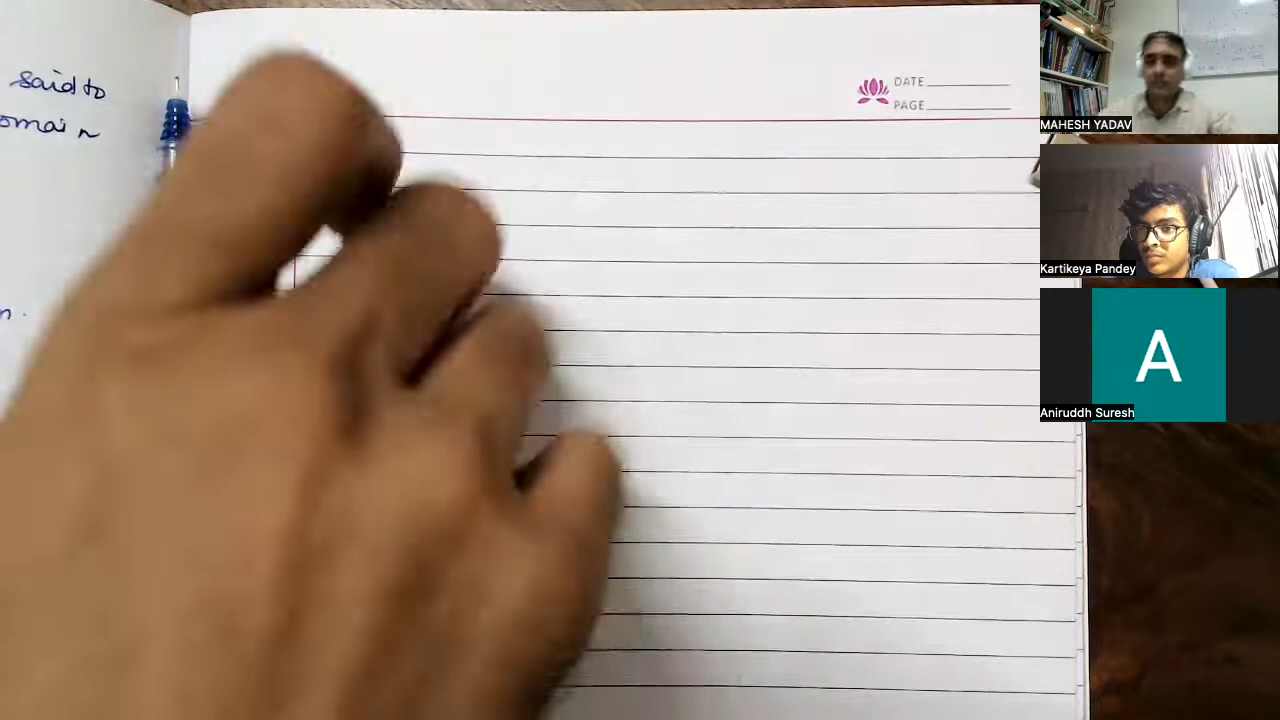 said to
omain
n.
DATE
PAGE
MAHESH YADAV
Kartikeya Pandey
A
Aniruddh Suresh